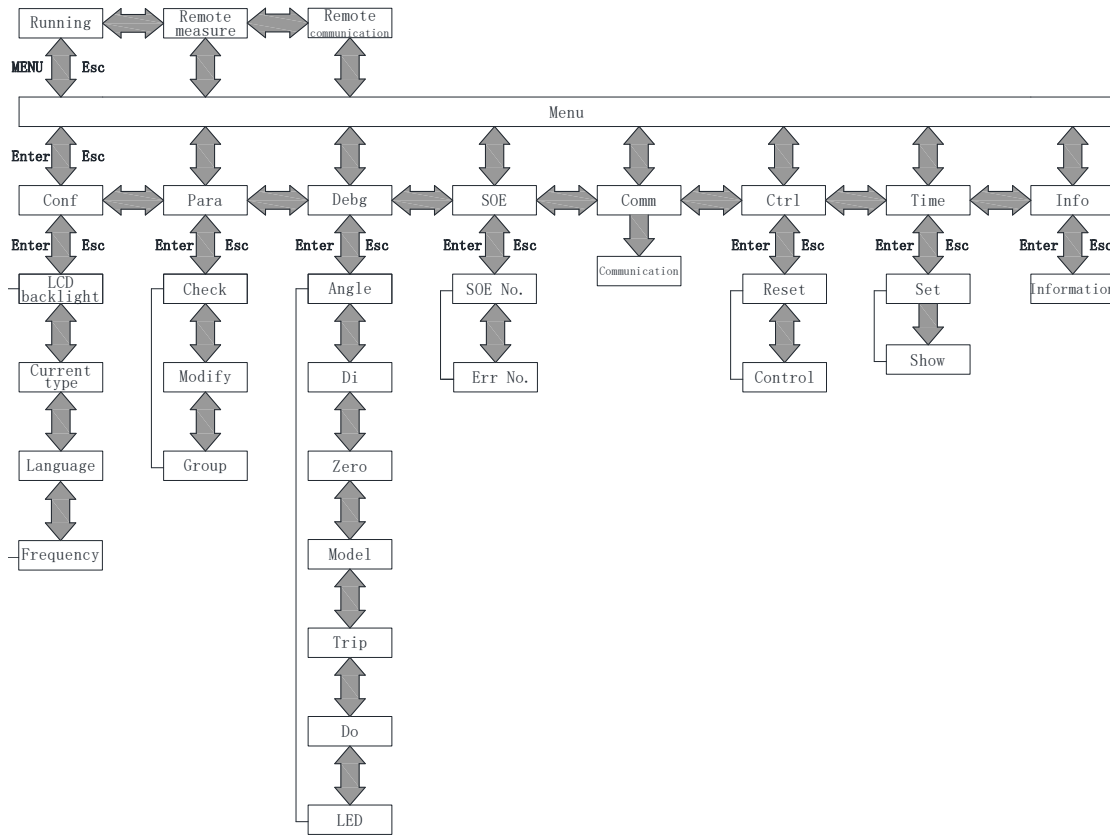 Running
Remote
measure
Remote
communication
MENU Esc
Menu
Enter Esc
Conf
Para
Debg
SOE
Comm
Ctrl
Time
Info
Enter Esc
Enter Esc
Enter Esc
Enter Esc
Enter Esc
Enter Esc
Enter Esc
LCD
backlight
Check
Angle
SOE No.
Communication
Reset
Set
Information
Current
type
Modify
Di
Err No.
Control
Show
Language
Group
Zero
Frequency
Model
Trip
Do
LED